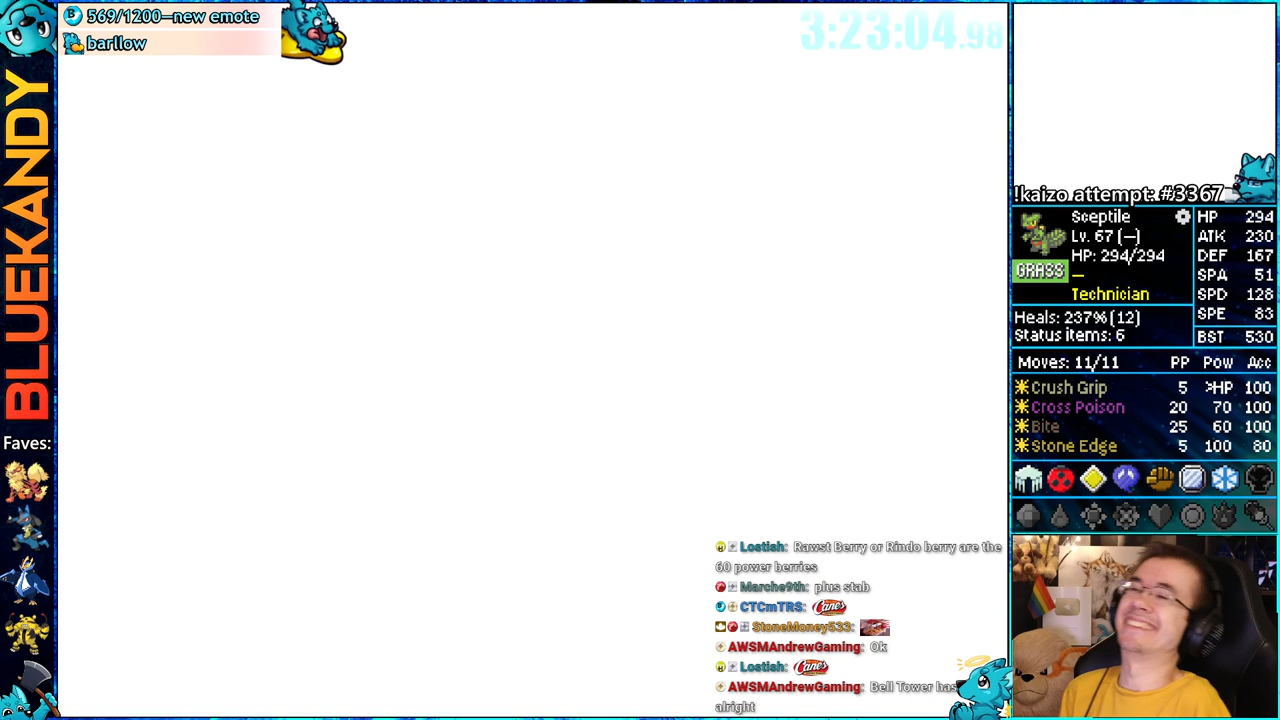 569/1200—new emote
barllow
3:23:04.98
BLUEKANDY
Faves:
!kaizo attempt: #3367
Sceptile
Lv. 67 (—)
HP: 294/294
GRASS
—
Technician
Heals: 237% (12)
Status items: 6
HP 294
ATK 230
DEF 167
SPA 51
SPD 128
SPE 83
BST 530
Moves: 11/11 PP Pow Acc
Crush Grip 5 >HP 100
Cross Poison 20 70 100
Bite 25 60 100
Stone Edge 5 100 80
Lostish: Rawst Berry or Rindo berry are the
60 power berries
Marche9th: plus stab
CTCmTRS: Canes
StoneMoney533:
AWSMAndrewGaming: Ok
Lostish: Canes
AWSMAndrewGaming: Bell Tower has
alright